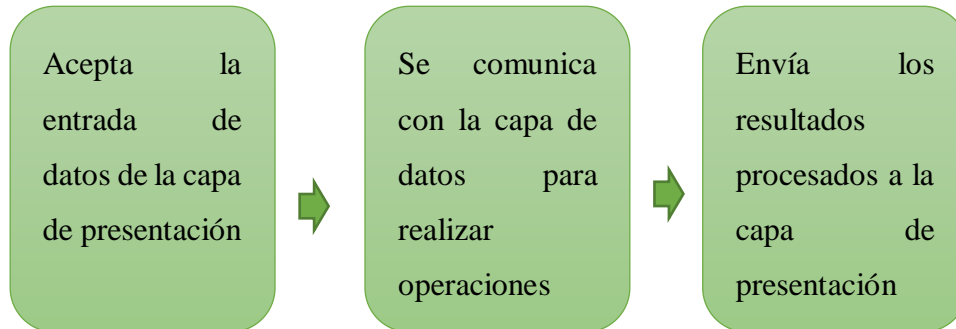 Acepta la
entrada de
datos de la capa
de presentación
Se comunica
con la capa de
datos para
realizar
operaciones
Envía los
resultados
procesados a la
capa de
presentación